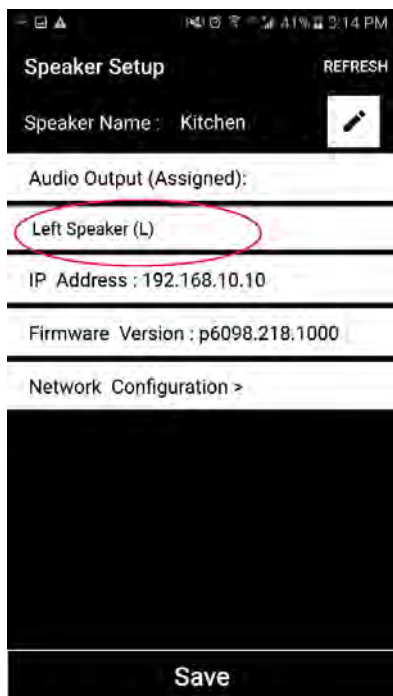 41% 3:14 PM
Speaker Setup REFRESH
Speaker Name : Kitchen
Audio Output (Assigned):
Left Speaker (L)
IP Address : 192.168.10.10
Firmware Version : p6098.218.1000
Network Configuration >
Save